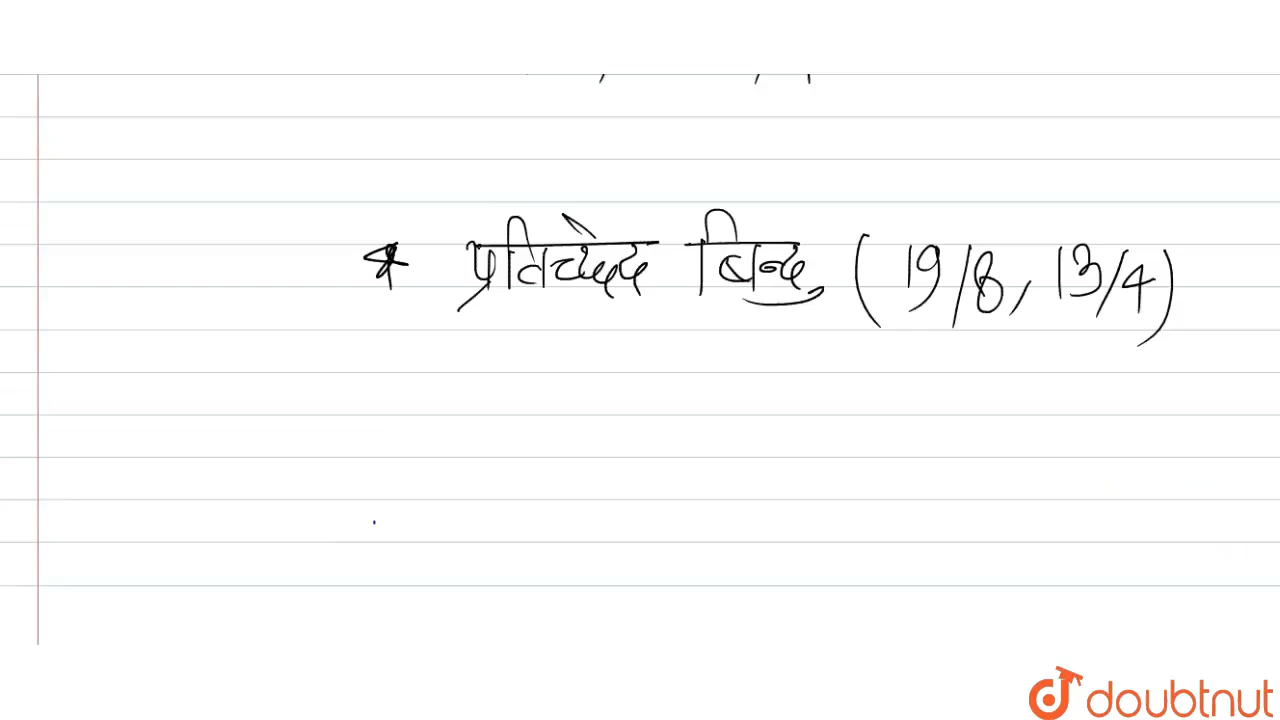 * प्रतिच्छेद बिन्दु ( 19/8, 13/4)
doubtnut